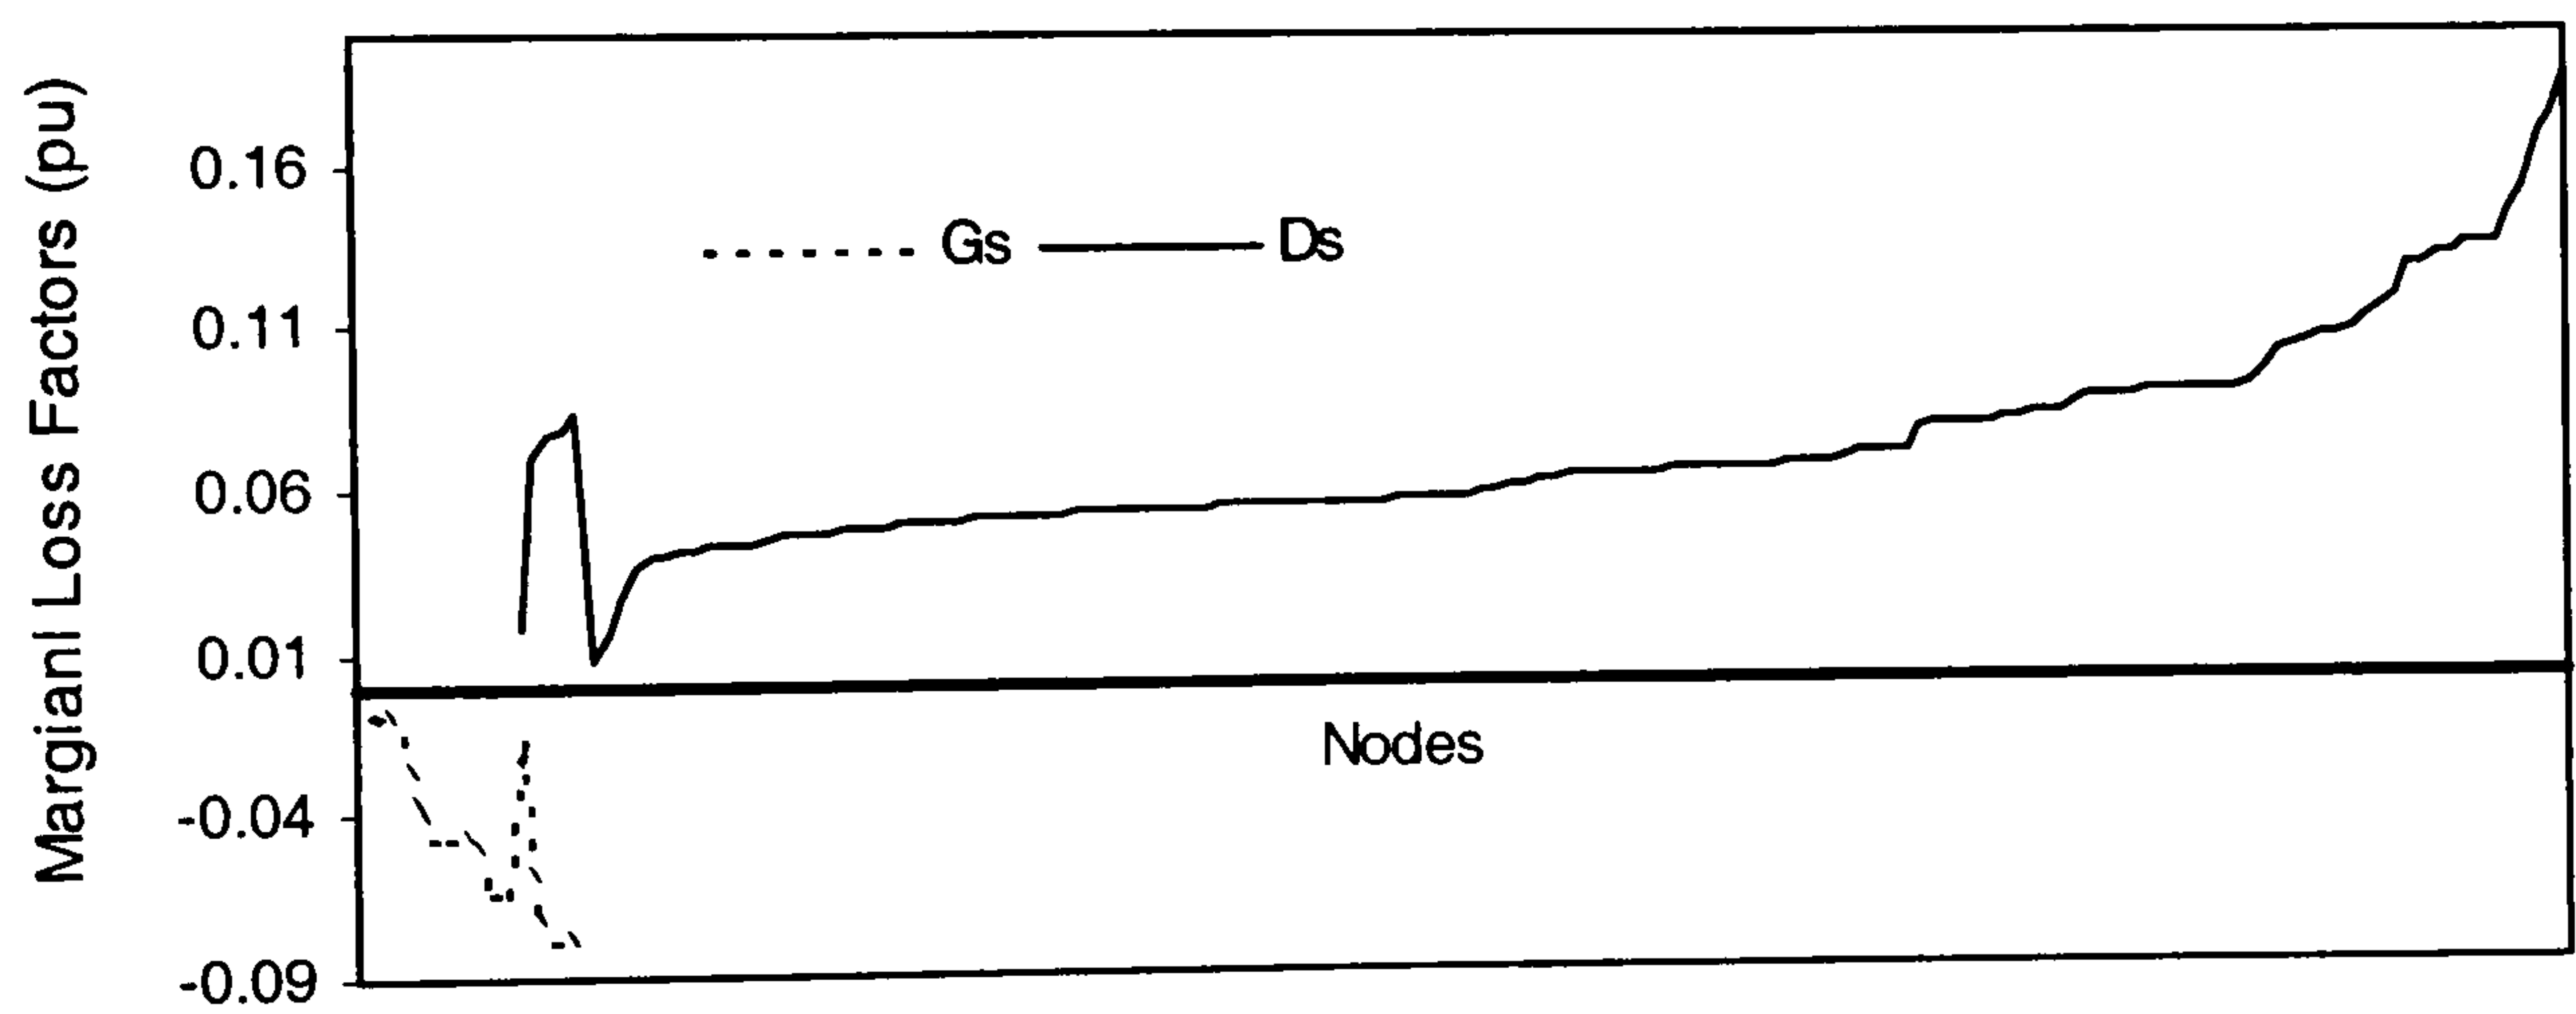 Margianl Loss Factors (pu)
0.16
0.11
0.06
0.01
-0.04
-0.09
Gs
Ds
Nodes